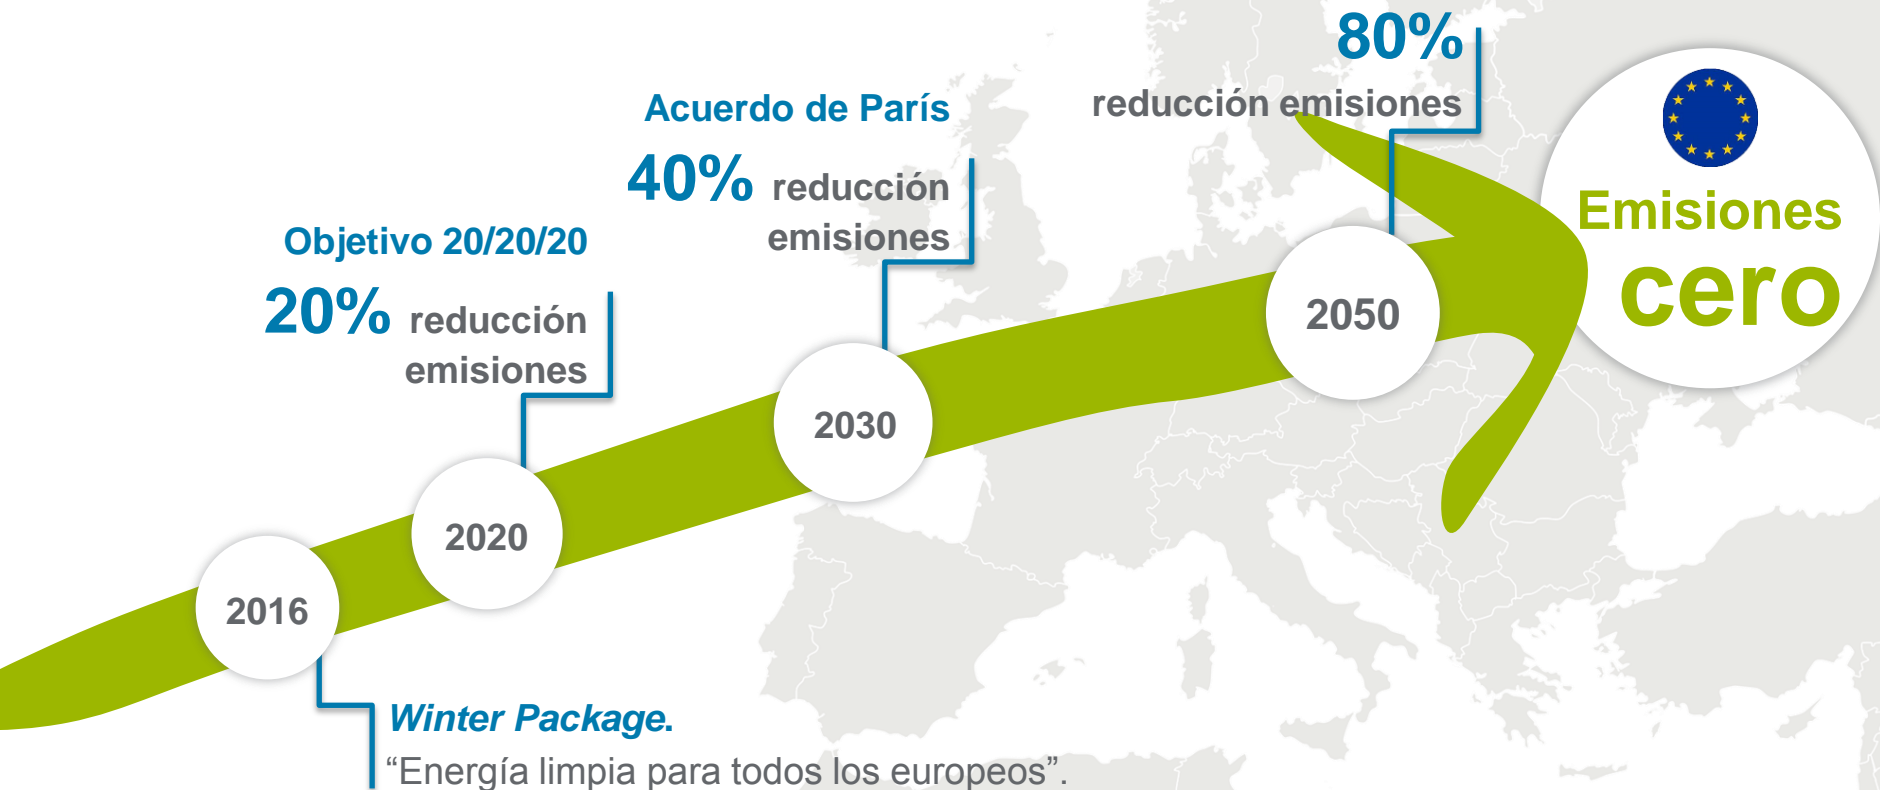 80%
reducción emisiones
Acuerdo de París
40% reducción
emisiones
Emisiones
cero
Objetivo 20/20/20
20% reducción
emisiones
2050
2030
2020
2016
Winter Package.
“Energía limpia para todos los europeos”.